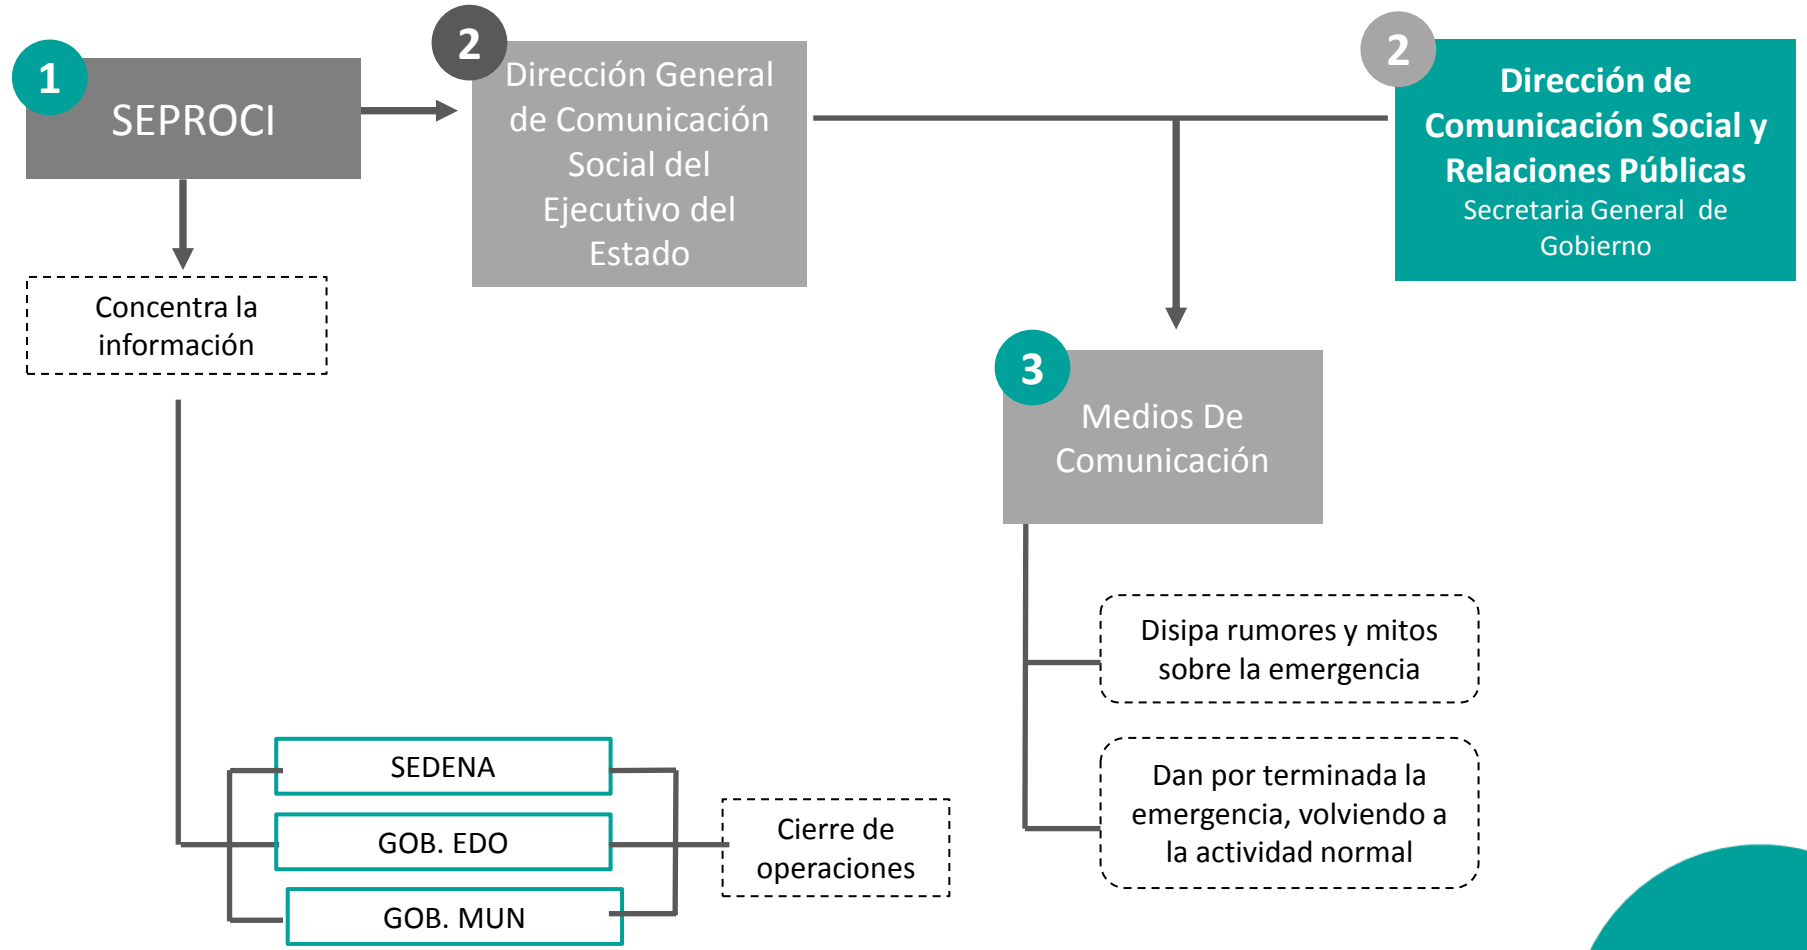 1
SEPROCI
2
Dirección General
de Comunicación
Social del
Ejecutivo del
Estado
2
Dirección de
Comunicación Social y
Relaciones Públicas
Secretaria General de
Gobierno
Concentra la
información
3
Medios De
Comunicación
Disipa rumores y mitos
sobre la emergencia
Dan por terminada la
emergencia, volviendo a
la actividad normal
SEDENA
GOB. EDO
GOB. MUN
Cierre de
operaciones